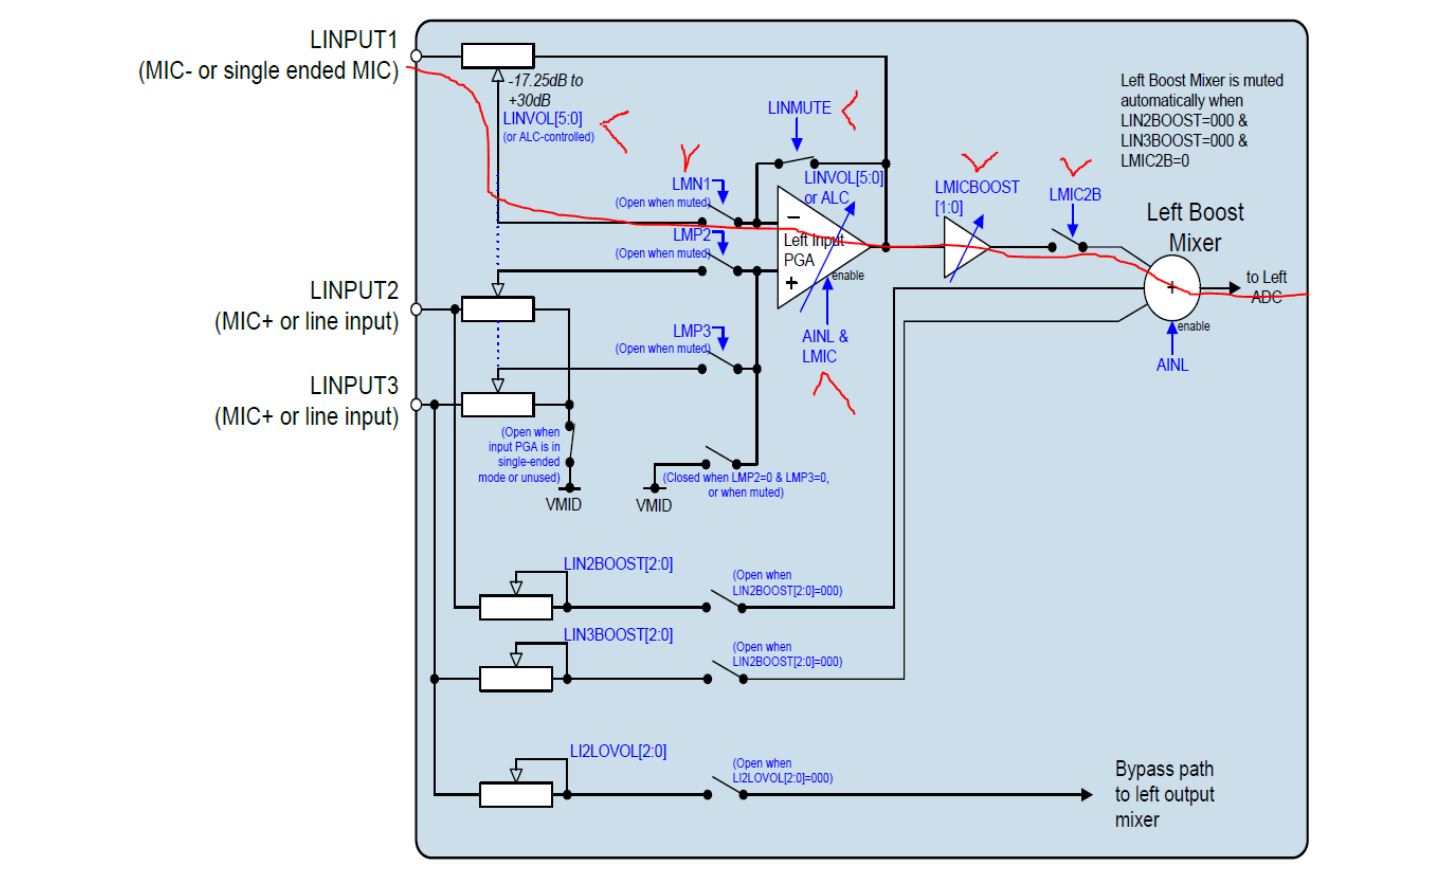 LINPUT1
(MIC- or single ended MIC)
-17.25dB to
+30dB
LINVOL[5:0]
(or ALC-controlled)
LINMUTE
Left Boost Mixer is muted
automatically when
LIN2BOOST=000 &
LIN3BOOST=000 &
LMIC2B=0
LMN1
(Open when muted)
LINVOL[5:0]
or ALC
LMICBOOST
[1:0]
LMIC2B
Left Boost
Mixer
LMP2
(Open when muted)
−
Left Input
PGA
+
enable
+
to Left
ADC
enable
AINL
LINPUT2
(MIC+ or line input)
LMP3
(Open when muted)
AINL &
LMIC
LINPUT3
(MIC+ or line input)
(Open when
input PGA is in
single-ended
mode or unused)
VMID
VMID
(Closed when LMP2=0 & LMP3=0,
or when muted)
LIN2BOOST[2:0]
(Open when
LIN2BOOST[2:0]=000)
LIN3BOOST[2:0]
(Open when
LIN2BOOST[2:0]=000)
LI2LOVOL[2:0]
(Open when
LI2LOVOL[2:0]=000)
Bypass path
to left output
mixer